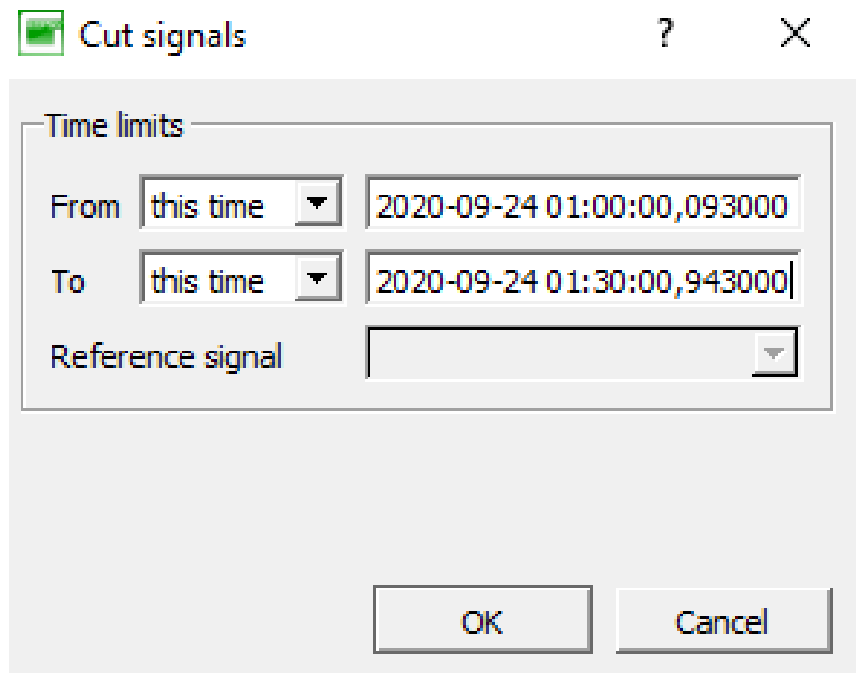 Cut signals ?
Time limits
From this time 2020-09-24 01:00:00,093000
To this time 2020-09-24 01:30:00,943000
Reference signal
OK Cancel